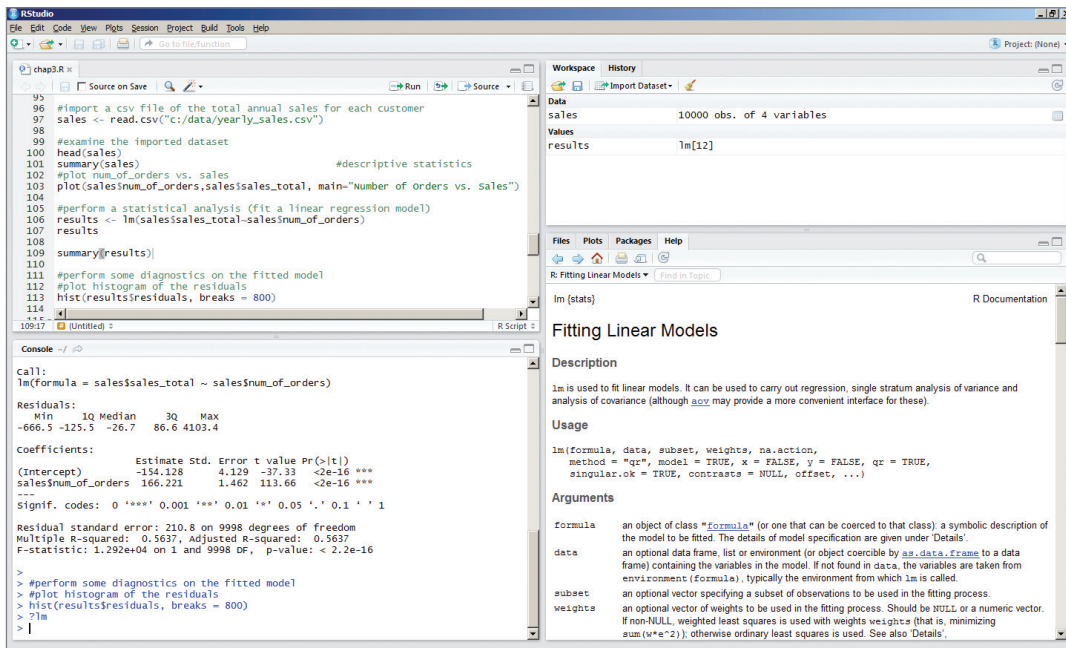 RStudio
File Edit Code View Plots Session Project Build Tools Help
Go to file/function
Project: (None)
chap3.R
Source on Save
Run
Source
95
96 #import a csv file of the total annual sales for each customer
97 sales <- read.csv("c:/data/yearly_sales.csv")
98
99 #examine the imported dataset
100 head(sales)
101 summary(sales) #descriptive statistics
102 #plot num_of_orders vs. sales
103 plot(sales$num_of_orders,sales$sales_total, main="Number of Orders vs. Sales")
104
105 #perform a statistical analysis (fit a linear regression model)
106 results <- lm(sales$sales_total~sales$num_of_orders)
107 results
108
109 summary(results)
110
111 #perform some diagnostics on the fitted model
112 #plot histogram of the residuals
113 hist(results$residuals, breaks = 800)
114
109:17 (Untitled) R Script
Console ~/
Call:
lm(formula = sales$sales_total ~ sales$num_of_orders)
Residuals:
Min 1Q Median 3Q Max
-666.5 -125.5 -26.7 86.6 4103.4
Coefficients:
Estimate Std. Error t value Pr(>|t|)
(Intercept) -154.128 4.129 -37.33 <2e-16 ***
sales$num_of_orders 166.221 1.462 113.66 <2e-16 ***
---
Signif. codes: 0 ‘***’ 0.001 ‘**’ 0.01 ‘*’ 0.05 ‘.’ 0.1 ‘ ’ 1
Residual standard error: 210.8 on 9998 degrees of freedom
Multiple R-squared: 0.5637, Adjusted R-squared: 0.5637
F-statistic: 1.292e+04 on 1 and 9998 DF, p-value: < 2.2e-16
>
> #perform some diagnostics on the fitted model
> #plot histogram of the residuals
> hist(results$residuals, breaks = 800)
> ?lm
>
Workspace History
Import Dataset
Data
sales 10000 obs. of 4 variables
Values
results lm[12]
Files Plots Packages Help
R: Fitting Linear Models Find in Topic
lm {stats} R Documentation
Fitting Linear Models
Description
lm is used to fit linear models. It can be used to carry out regression, single stratum analysis of variance and
analysis of covariance (although aov may provide a more convenient interface for these).
Usage
lm(formula, data, subset, weights, na.action,
method = "qr", model = TRUE, x = FALSE, y = FALSE, qr = TRUE,
singular.ok = TRUE, contrasts = NULL, offset, ...)
Arguments
formula an object of class "formula" (or one that can be coerced to that class): a symbolic description of
the model to be fitted. The details of model specification are given under 'Details'.
data an optional data frame, list or environment (or object coercible by as.data.frame to a data
frame) containing the variables in the model. If not found in data, the variables are taken from
environment(formula), typically the environment from which lm is called.
subset an optional vector specifying a subset of observations to be used in the fitting process.
weights an optional vector of weights to be used in the fitting process. Should be NULL or a numeric vector.
If non-NULL, weighted least squares is used with weights weights (that is, minimizing
sum(w*e^2)); otherwise ordinary least squares is used. See also 'Details',